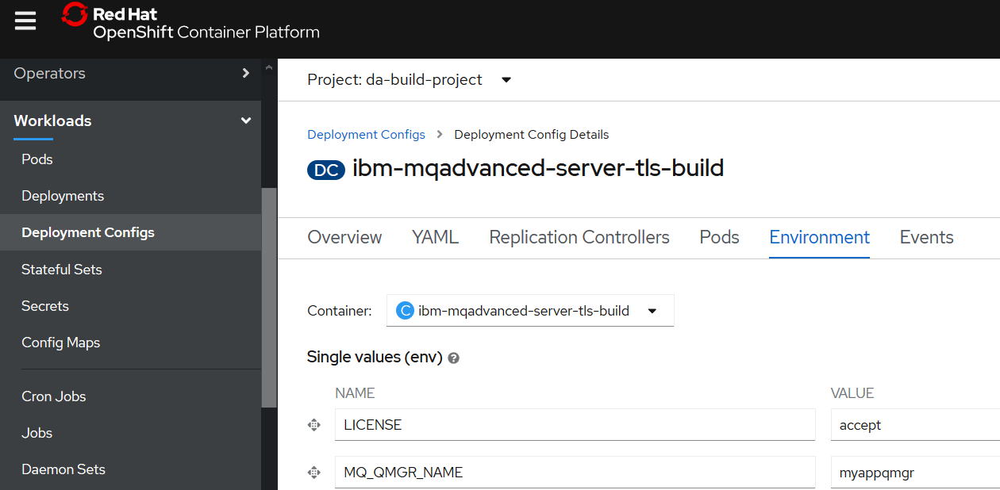 Red Hat
OpenShift Container Platform
Operators
Workloads
Pods
Deployments
Deployment Configs
Stateful Sets
Secrets
Config Maps
Cron Jobs
Jobs
Daemon Sets
Project: da-build-project
Deployment Configs > Deployment Config Details
DC ibm-mqadvanced-server-tls-build
Overview YAML Replication Controllers Pods Environment Events
Container: C ibm-mqadvanced-server-tls-build
Single values (env) ?
NAME VALUE
LICENSE accept
MQ_QMGR_NAME myappqmgr